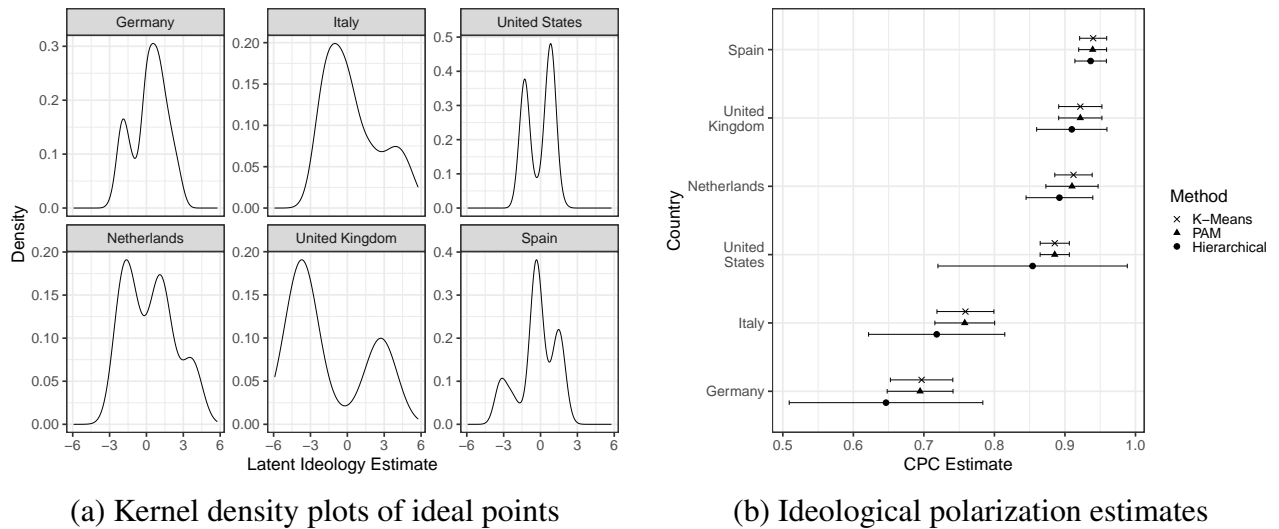 Germany
Italy
United States
0.3
0.2
0.1
0.0
0.20
0.15
0.10
0.05
0.00
0.5
0.4
0.3
0.2
0.1
0.0
Density
Netherlands
United Kingdom
Spain
0.20
0.15
0.10
0.05
0.00
0.20
0.15
0.10
0.05
0.00
0.4
0.3
0.2
0.1
0.0
−6 −3 0 3 6
−6 −3 0 3 6
−6 −3 0 3 6
Latent Ideology Estimate
(a) Kernel density plots of ideal points
Country
Spain
United
Kingdom
Netherlands
United
States
Italy
Germany
0.5 0.6 0.7 0.8 0.9 1.0
CPC Estimate
Method
K−Means
PAM
Hierarchical
(b) Ideological polarization estimates